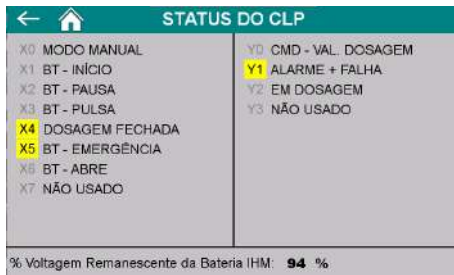 STATUS DO CLP
X0 MODO MANUAL
X1 BT - INÍCIO
X2 BT - PAUSA
X3 BT - PULSA
X4 DOSAGEM FECHADA
X5 BT - EMERGÊNCIA
X6 BT - ABRE
X7 NÃO USADO
Y0 CMD - VAL. DOSAGEM
Y1 ALARME + FALHA
Y2 EM DOSAGEM
Y3 NÃO USADO
% Voltagem Remanescente da Bateria IHM: 94 %